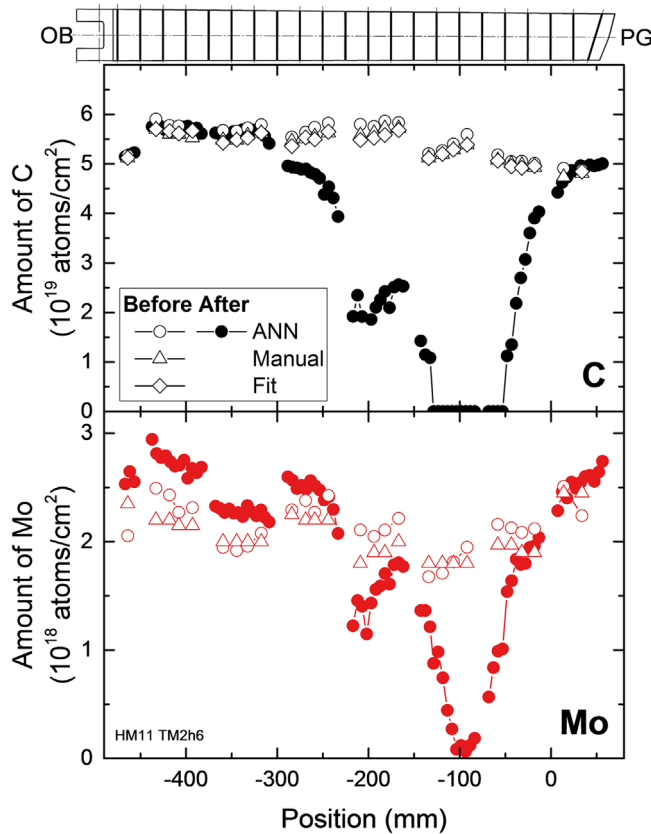 OB PG
6
5
4
3
2
1
0
Amount of C
(10¹⁹ atoms/cm²)
Before After
ANN
Manual
Fit
C
3
2
1
0
Amount of Mo
(10¹⁸ atoms/cm²)
HM11 TM2h6
Mo
-400 -300 -200 -100 0
Position (mm)